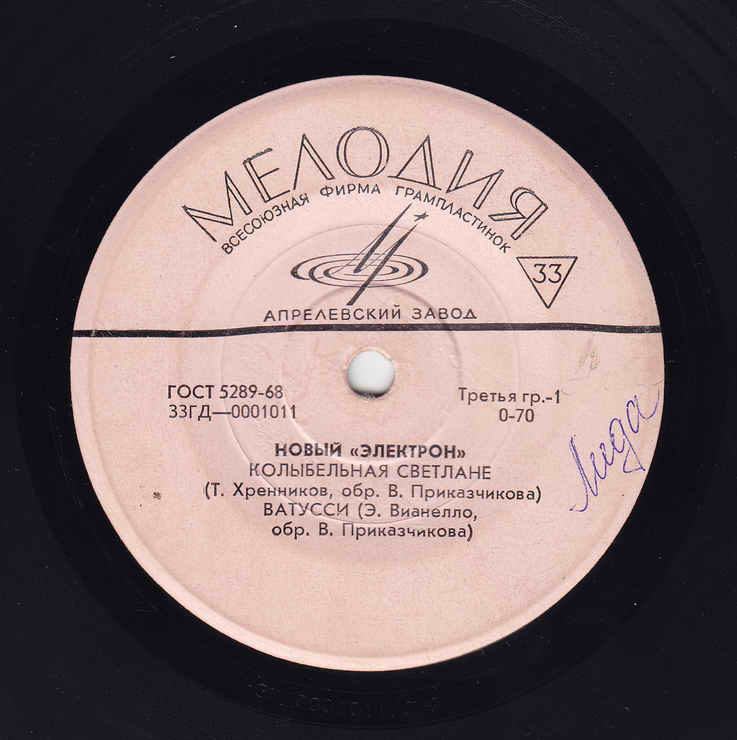 МЕЛОДИЯ
ВСЕСОЮЗНАЯ ФИРМА ГРАМПЛАСТИНОК
33
АПРЕЛЕВСКИЙ ЗАВОД
ГОСТ 5289-68
Третья гр.-1
33ГД—0001011
0-70
НОВЫЙ «ЭЛЕКТРОН»
КОЛЫБЕЛЬНАЯ СВЕТЛАНЕ
(Т. Хренников, обр. В. Приказчикова)
ВАТУССИ (Э. Вианелло,
обр. В. Приказчикова)
Лида